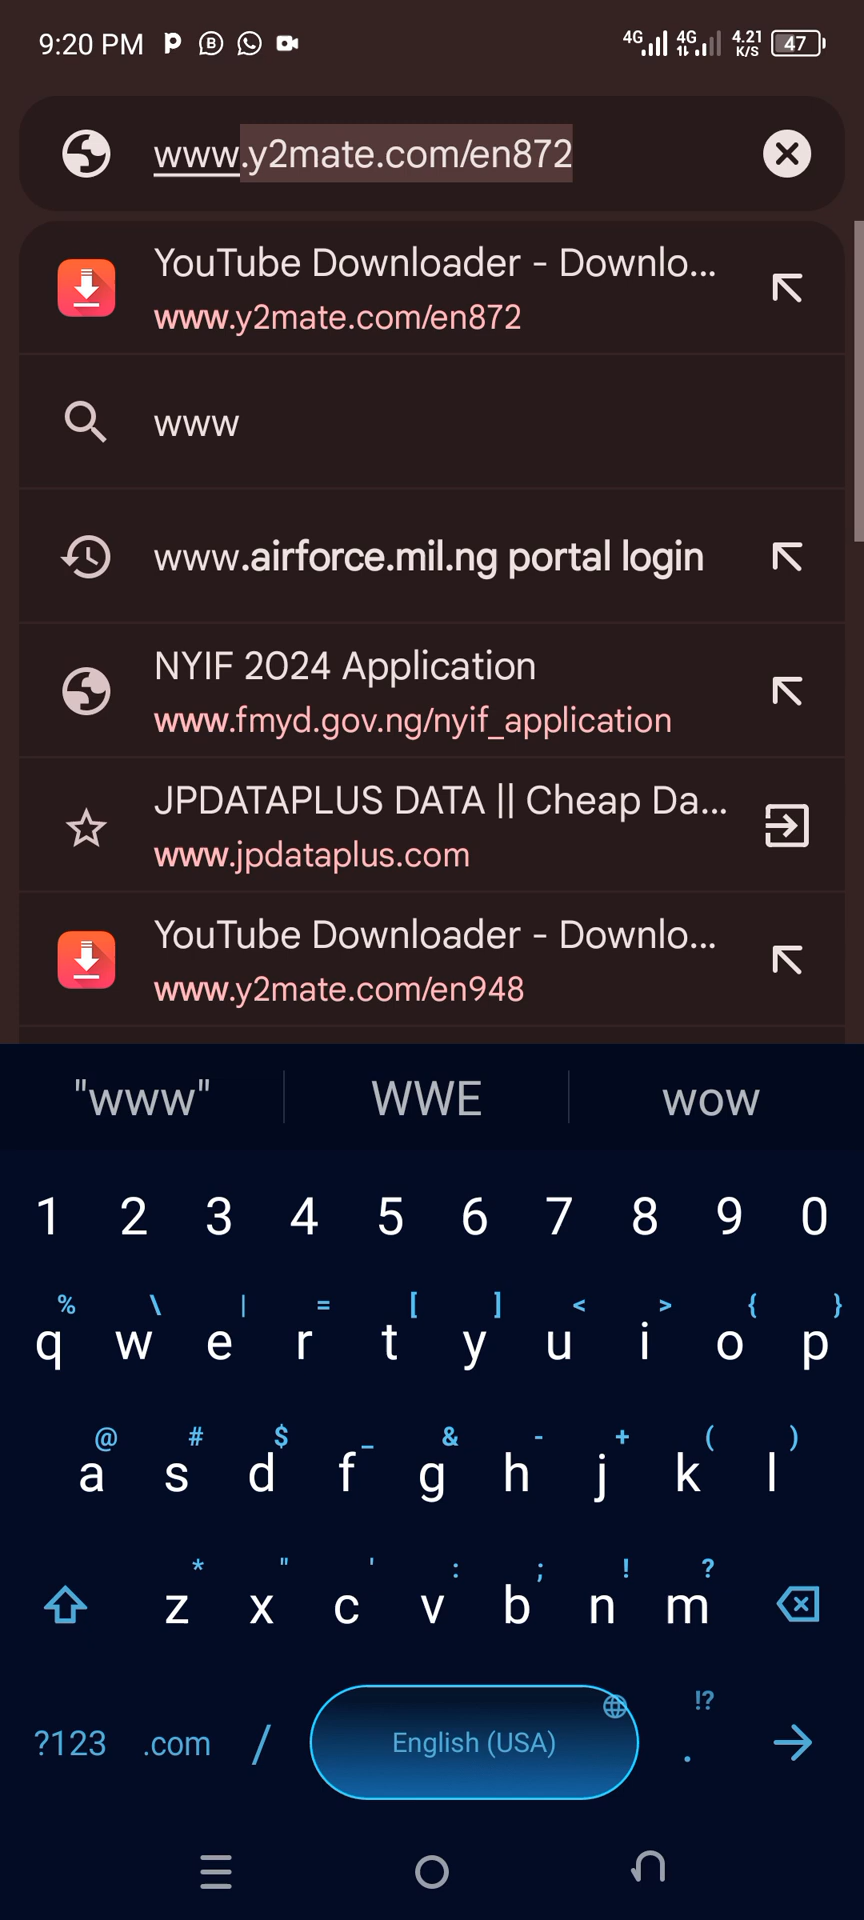 9:20 PM
4G 4G 4.21 K/S 47
www.y2mate.com/en872
YouTube Downloader - Downlo...
www.y2mate.com/en872
www
www.airforce.mil.ng portal login
NYIF 2024 Application
www.fmyd.gov.ng/nyif_application
JPDATAPLUS DATA || Cheap Da...
www.jpdataplus.com
YouTube Downloader - Downlo...
www.y2mate.com/en948
"www" WWE wow
1 2 3 4 5 6 7 8 9 0
% \ | = [ ] < > { }
q w e r t y u i o p
@ # $ _ & - + ( )
a s d f g h j k l
* " ' : ; ! ?
z x c v b n m
!?
?123 .com / English (USA) .